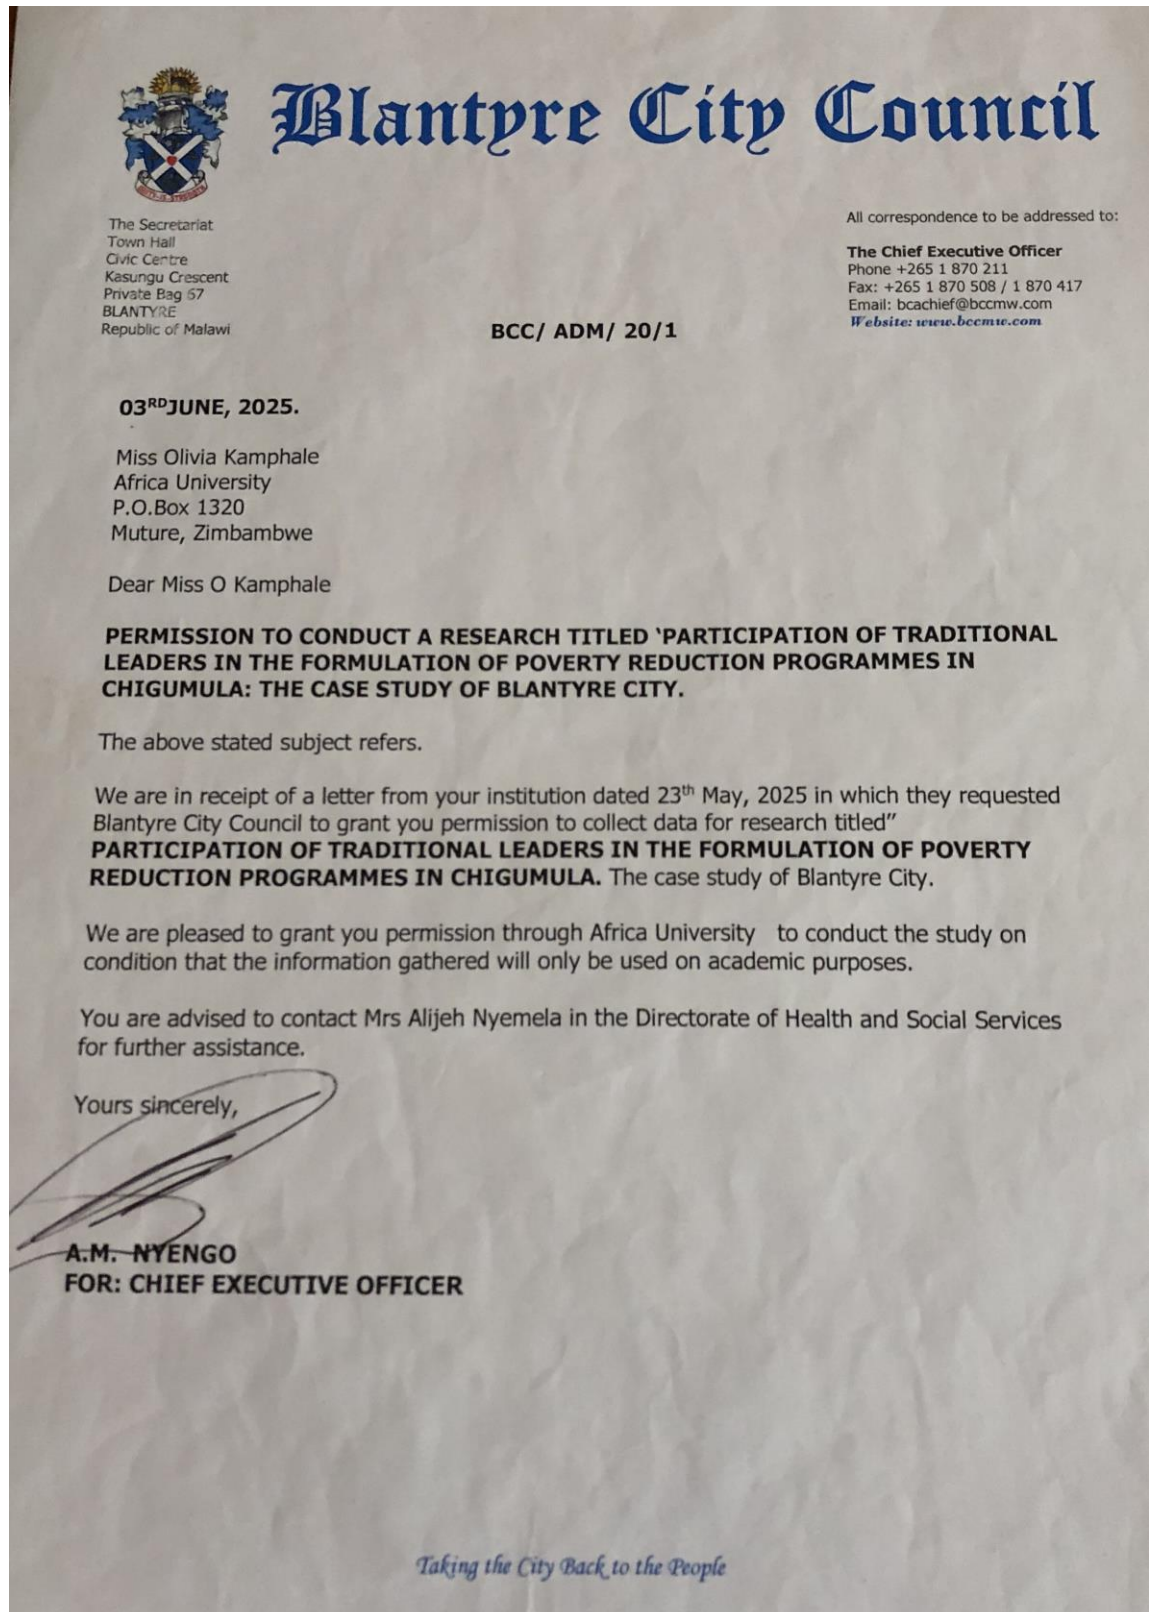 Blantyre City Council
The Secretariat
Town Hall
Civic Centre
Kasungu Crescent
Private Bag 67
BLANTYRE
Republic of Malawi
All correspondence to be addressed to:
The Chief Executive Officer
Phone +265 1 870 211
Fax: +265 1 870 508 / 1 870 417
Email: bcachief@bccmw.com
Website: www.bccmw.com
BCC/ ADM/ 20/1
03RDJUNE, 2025.
Miss Olivia Kamphale
Africa University
P.O.Box 1320
Muture, Zimbambwe
Dear Miss O Kamphale
PERMISSION TO CONDUCT A RESEARCH TITLED ‘PARTICIPATION OF TRADITIONAL
LEADERS IN THE FORMULATION OF POVERTY REDUCTION PROGRAMMES IN
CHIGUMULA: THE CASE STUDY OF BLANTYRE CITY.
The above stated subject refers.
We are in receipt of a letter from your institution dated 23th May, 2025 in which they requested
Blantyre City Council to grant you permission to collect data for research titled”
PARTICIPATION OF TRADITIONAL LEADERS IN THE FORMULATION OF POVERTY
REDUCTION PROGRAMMES IN CHIGUMULA. The case study of Blantyre City.
We are pleased to grant you permission through Africa University   to conduct the study on
condition that the information gathered will only be used on academic purposes.
You are advised to contact Mrs Alijeh Nyemela in the Directorate of Health and Social Services
for further assistance.
Yours sincerely,
A.M. NYENGO
FOR: CHIEF EXECUTIVE OFFICER
Taking the City Back to the People